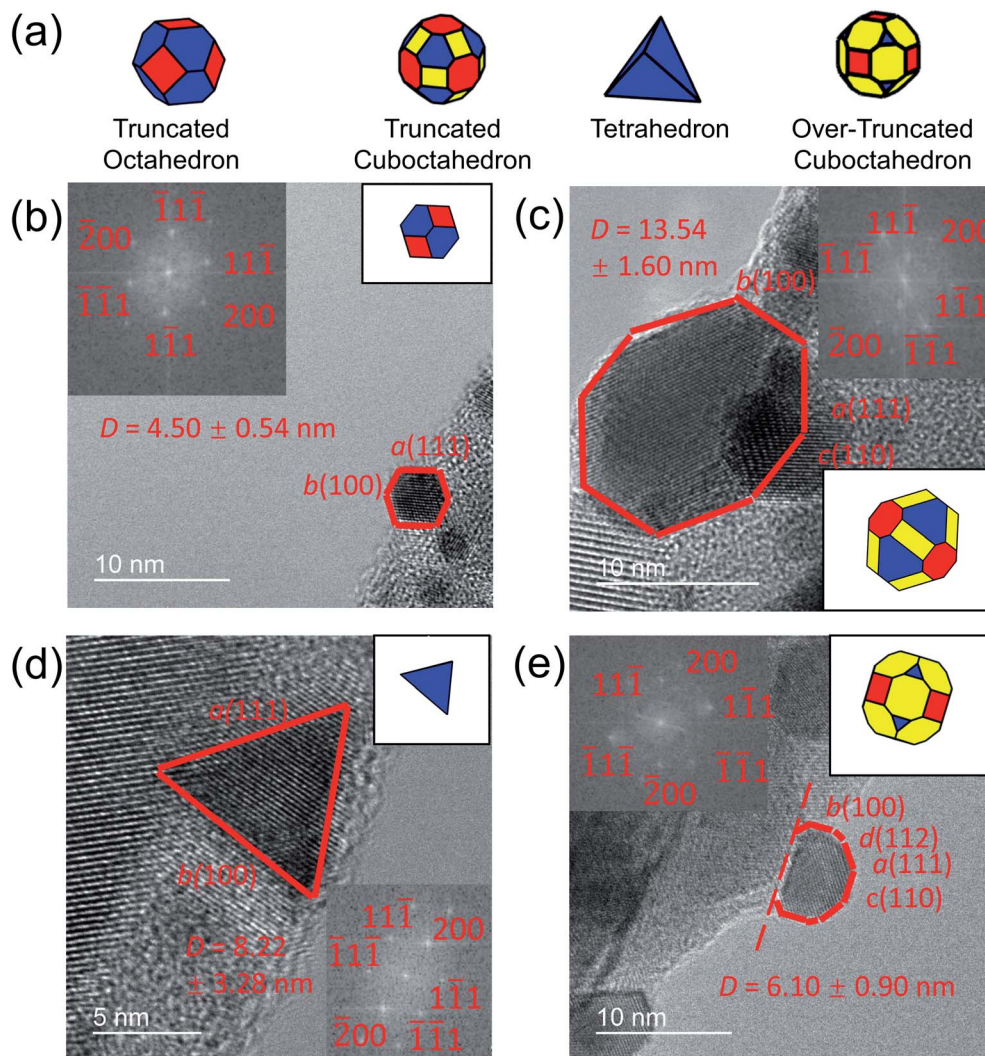 (a)
Truncated
Octahedron
Truncated
Cuboctahedron
Tetrahedron
Over-Truncated
Cuboctahedron
(b)
1̅11̅
2̅00
111̅
1̅1̅1
200
11̅1
D = 4.50 ± 0.54 nm
a(111)
b(100)
10 nm
(c)
D = 13.54
± 1.60 nm
b(100)
111̅
200
1̅11̅
11̅1
2̅00
1̅1̅1
a(111)
c(110)
10 nm
(d)
a(111)
b(100)
D = 8.22
± 3.28 nm
111̅
200
1̅11̅
11̅1
2̅00
1̅1̅1
5 nm
(e)
200
111̅
11̅1
1̅11̅
1̅1̅1
2̅00
b(100)
d(112)
a(111)
c(110)
D = 6.10 ± 0.90 nm
10 nm